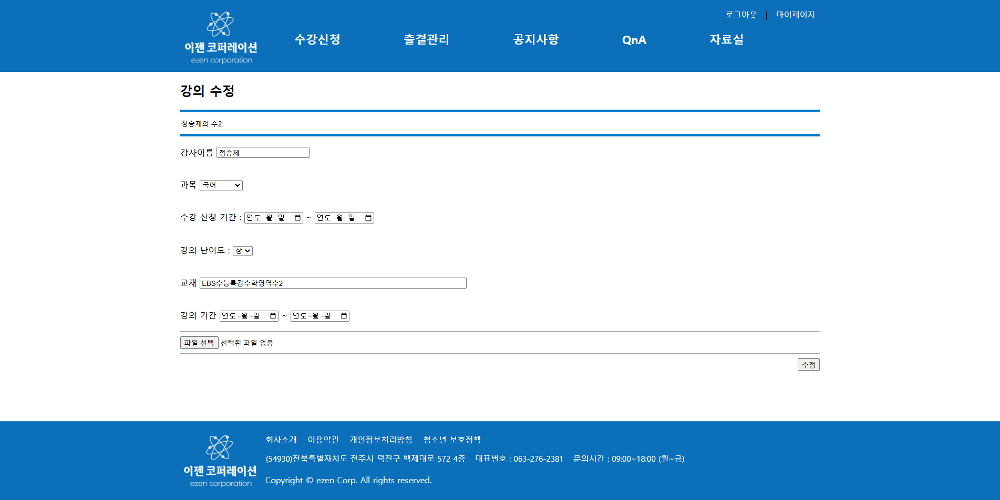 로그아웃 | 마이페이지
이젠 코퍼레이션
ezen corporation
수강신청 출결관리 공지사항 QnA 자료실
강의 수정
정승제의 수2
강사이름 정승제
과목 국어
수강 신청 기간 : 연도-월-일 ~ 연도-월-일
강의 난이도 : 상
교재 EBS수능특강수학영역수2
강의 기간 연도-월-일 ~ 연도-월-일
파일 선택 선택된 파일 없음
수정
이젠 코퍼레이션
ezen corporation
회사소개 이용약관 개인정보처리방침 청소년 보호정책
(54930)전북특별자치도 전주시 덕진구 백제대로 572 4층 대표번호 : 063-276-2381 문의시간 : 09:00~18:00 (월~금)
Copyright © ezen Corp. All rights reserved.